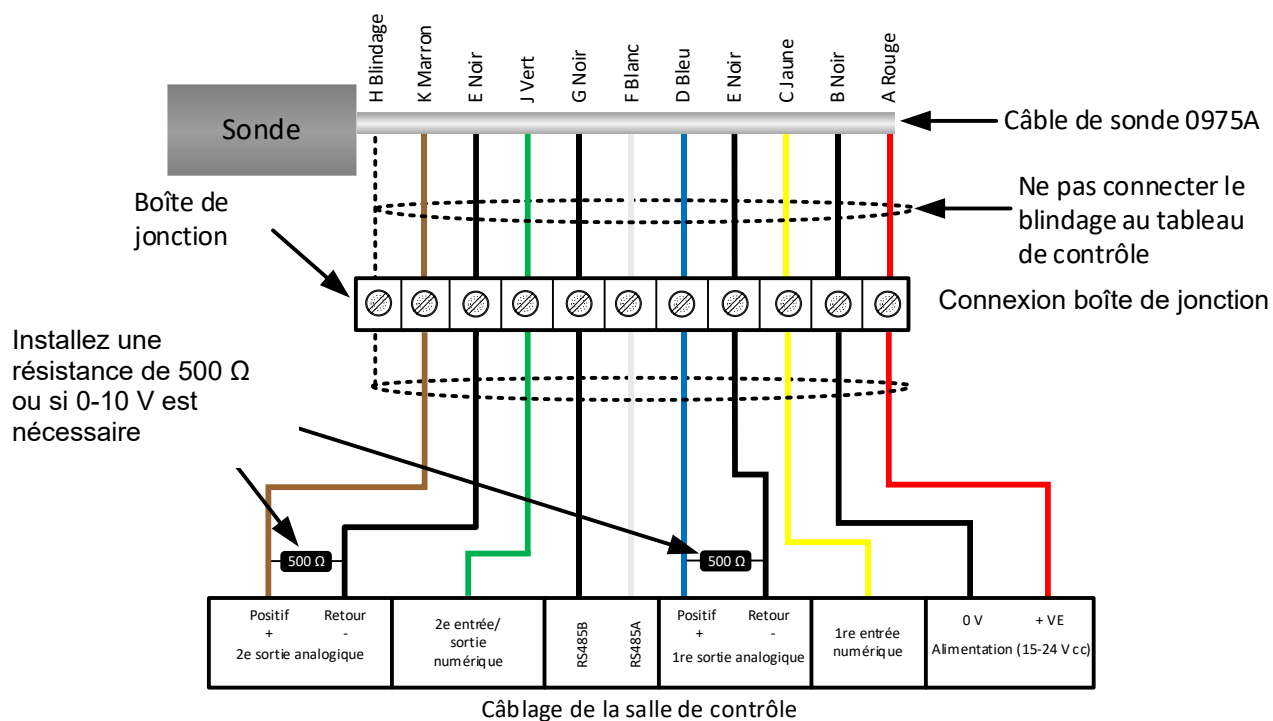 H Blindage
K Marron
E Noir
J Vert
G Noir
F Blanc
D Bleu
E Noir
C Jaune
B Noir
A Rouge
Sonde
Câble de sonde 0975A
Boîte de
jonction
Ne pas connecter le
blindage au tableau
de contrôle
Connexion boîte de jonction
Installez une
résistance de 500 Ω
ou si 0-10 V est
nécessaire
500 Ω
500 Ω
Positif
+
Retour
-
2e sortie analogique
2e entrée/
sortie
numérique
RS485B
RS485A
Positif
+
Retour
-
1re sortie analogique
1re entrée
numérique
0 V
+ VE
Alimentation (15-24 V cc)
Câblage de la salle de contrôle